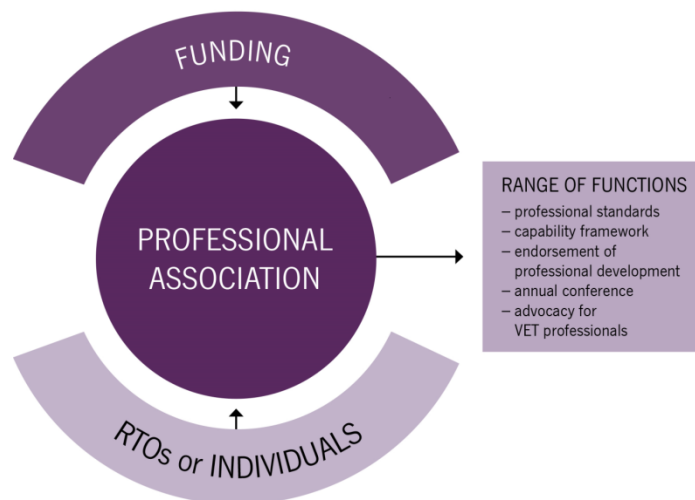 FUNDING
PROFESSIONAL
ASSOCIATION
RTOs or INDIVIDUALS
RANGE OF FUNCTIONS
– professional standards
– capability framework
– endorsement of
professional development
– annual conference
– advocacy for
VET professionals